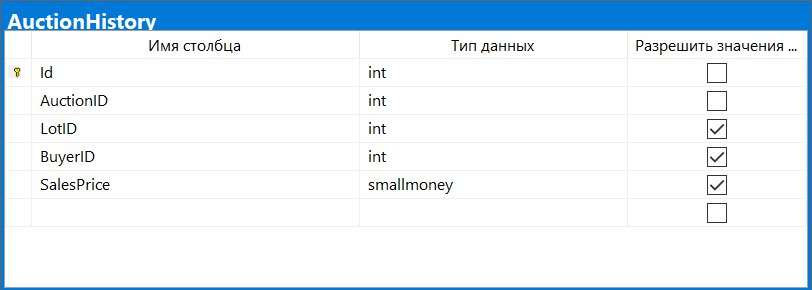 AuctionHistory
Имя столбца Тип данных Разрешить значения ...
Id int
AuctionID int
LotID int
BuyerID int
SalesPrice smallmoney